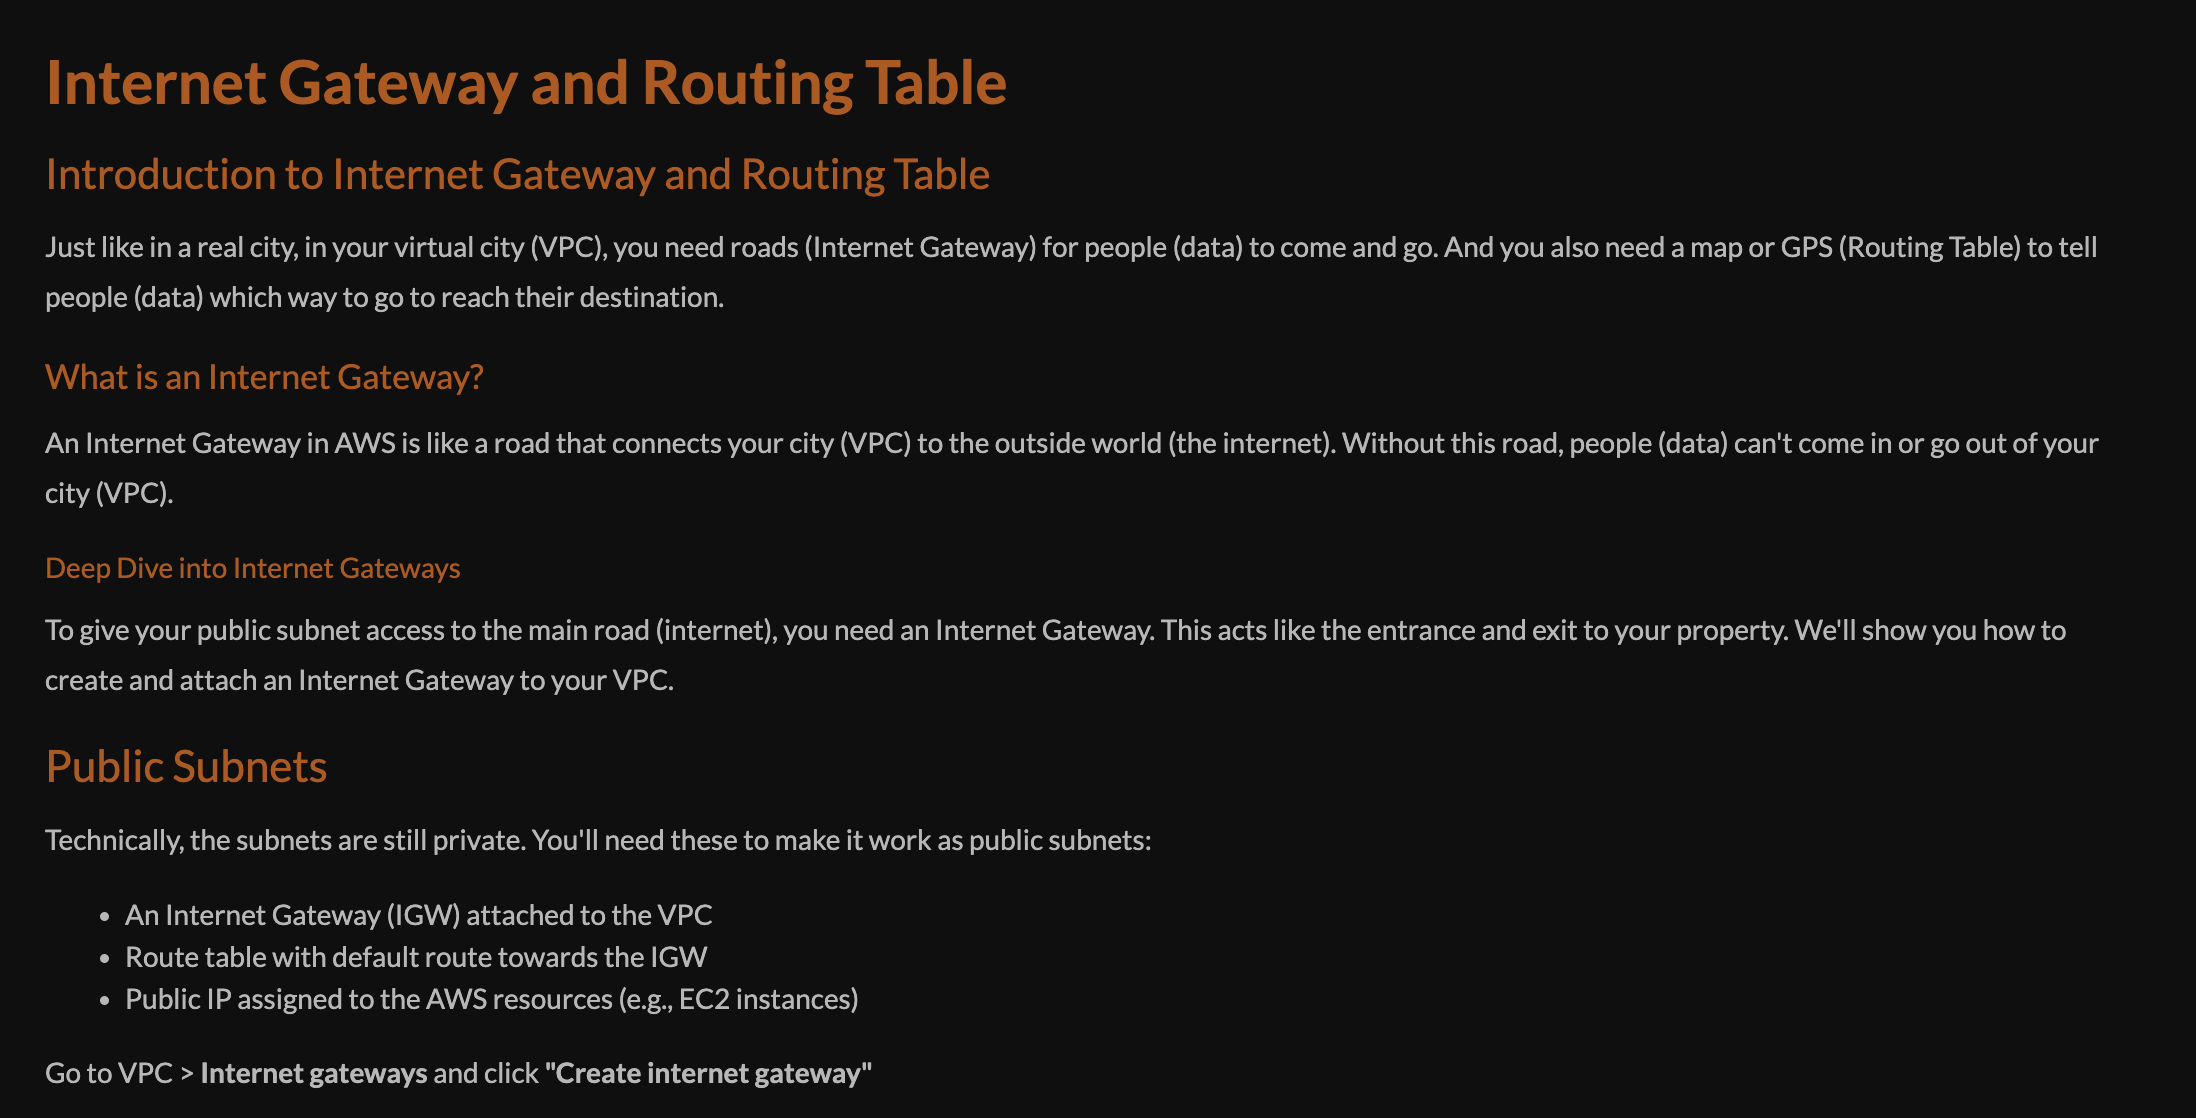 Internet Gateway and Routing Table
Introduction to Internet Gateway and Routing Table
Just like in a real city, in your virtual city (VPC), you need roads (Internet Gateway) for people (data) to come and go. And you also need a map or GPS (Routing Table) to tell
people (data) which way to go to reach their destination.
What is an Internet Gateway?
An Internet Gateway in AWS is like a road that connects your city (VPC) to the outside world (the internet). Without this road, people (data) can't come in or go out of your
city (VPC).
Deep Dive into Internet Gateways
To give your public subnet access to the main road (internet), you need an Internet Gateway. This acts like the entrance and exit to your property. We'll show you how to
create and attach an Internet Gateway to your VPC.
Public Subnets
Technically, the subnets are still private. You'll need these to make it work as public subnets:
• An Internet Gateway (IGW) attached to the VPC
• Route table with default route towards the IGW
• Public IP assigned to the AWS resources (e.g., EC2 instances)
Go to VPC > Internet gateways and click "Create internet gateway"